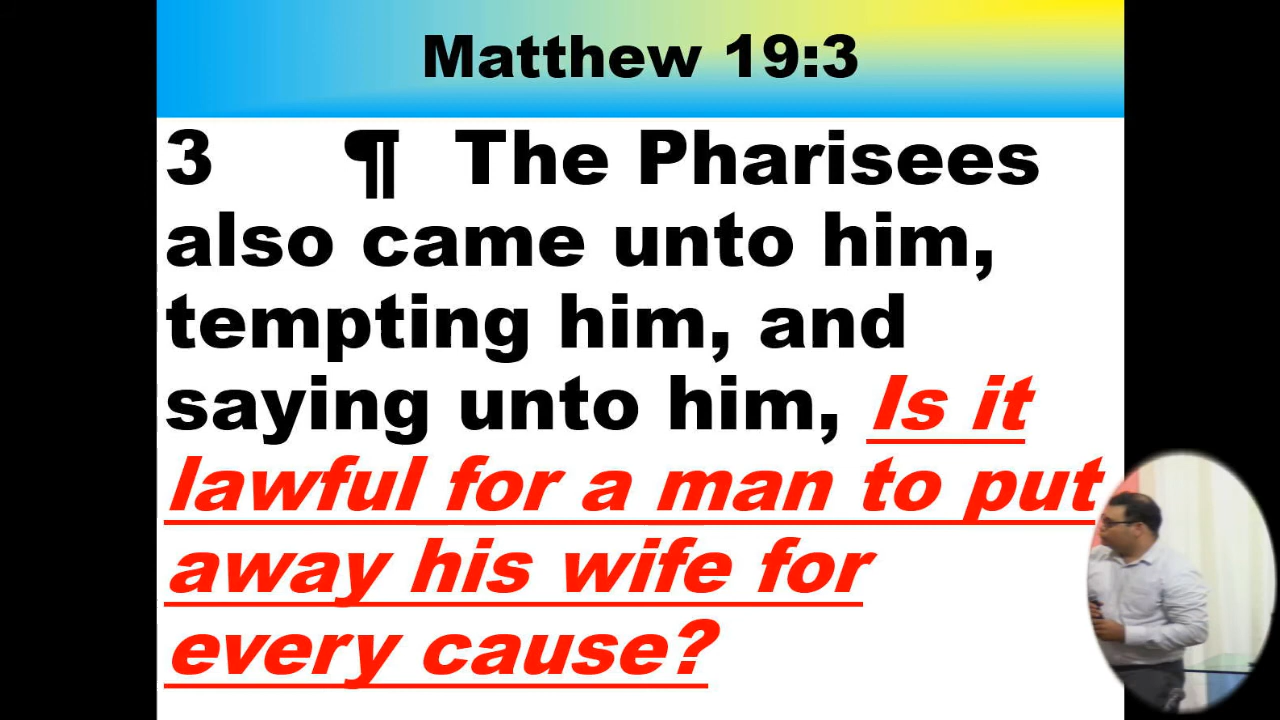 Matthew 19:3
3 ¶ The Pharisees
also came unto him,
tempting him, and
saying unto him, Is it
lawful for a man to put
away his wife for
every cause?